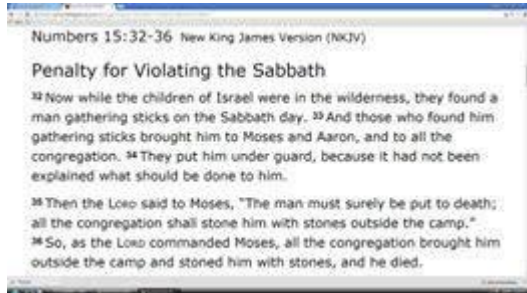 Numbers 15:32-36 New King James Version (NKJV)
Penalty for Violating the Sabbath
32 Now while the children of Israel were in the wilderness, they found a
man gathering sticks on the Sabbath day. 33 And those who found him
gathering sticks brought him to Moses and Aaron, and to all the
congregation. 34 They put him under guard, because it had not been
explained what should be done to him.
35 Then the LORD said to Moses, "The man must surely be put to death;
all the congregation shall stone him with stones outside the camp."
36 So, as the LORD commanded Moses, all the congregation brought him
outside the camp and stoned him with stones, and he died.